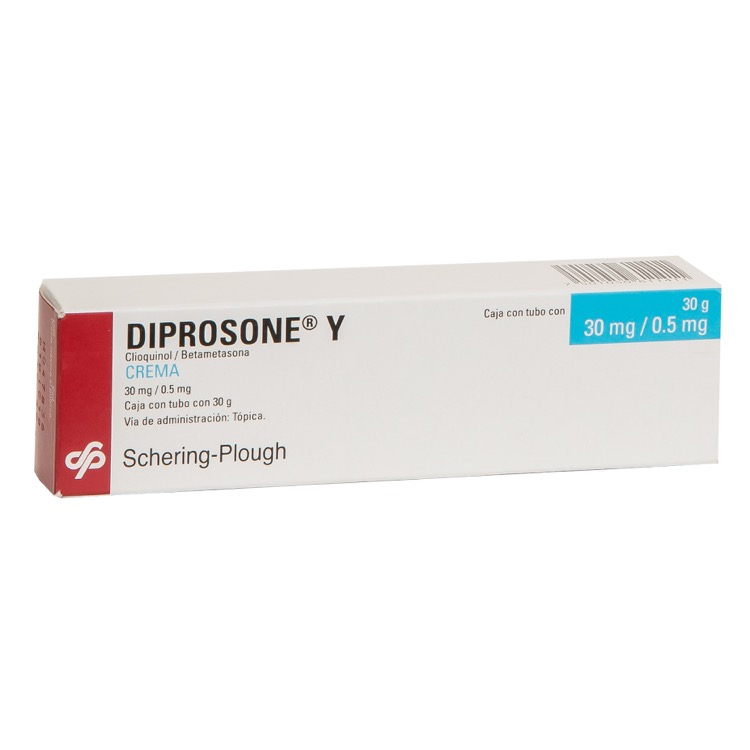 DIPROSONE® Y
Clioquinol / Betametasona
CREMA
30 mg / 0.5 mg
Caja con tubo con 30 g
Vía de administración: Tópica.
Schering-Plough
Caja con tubo con
30 g
30 mg / 0.5 mg